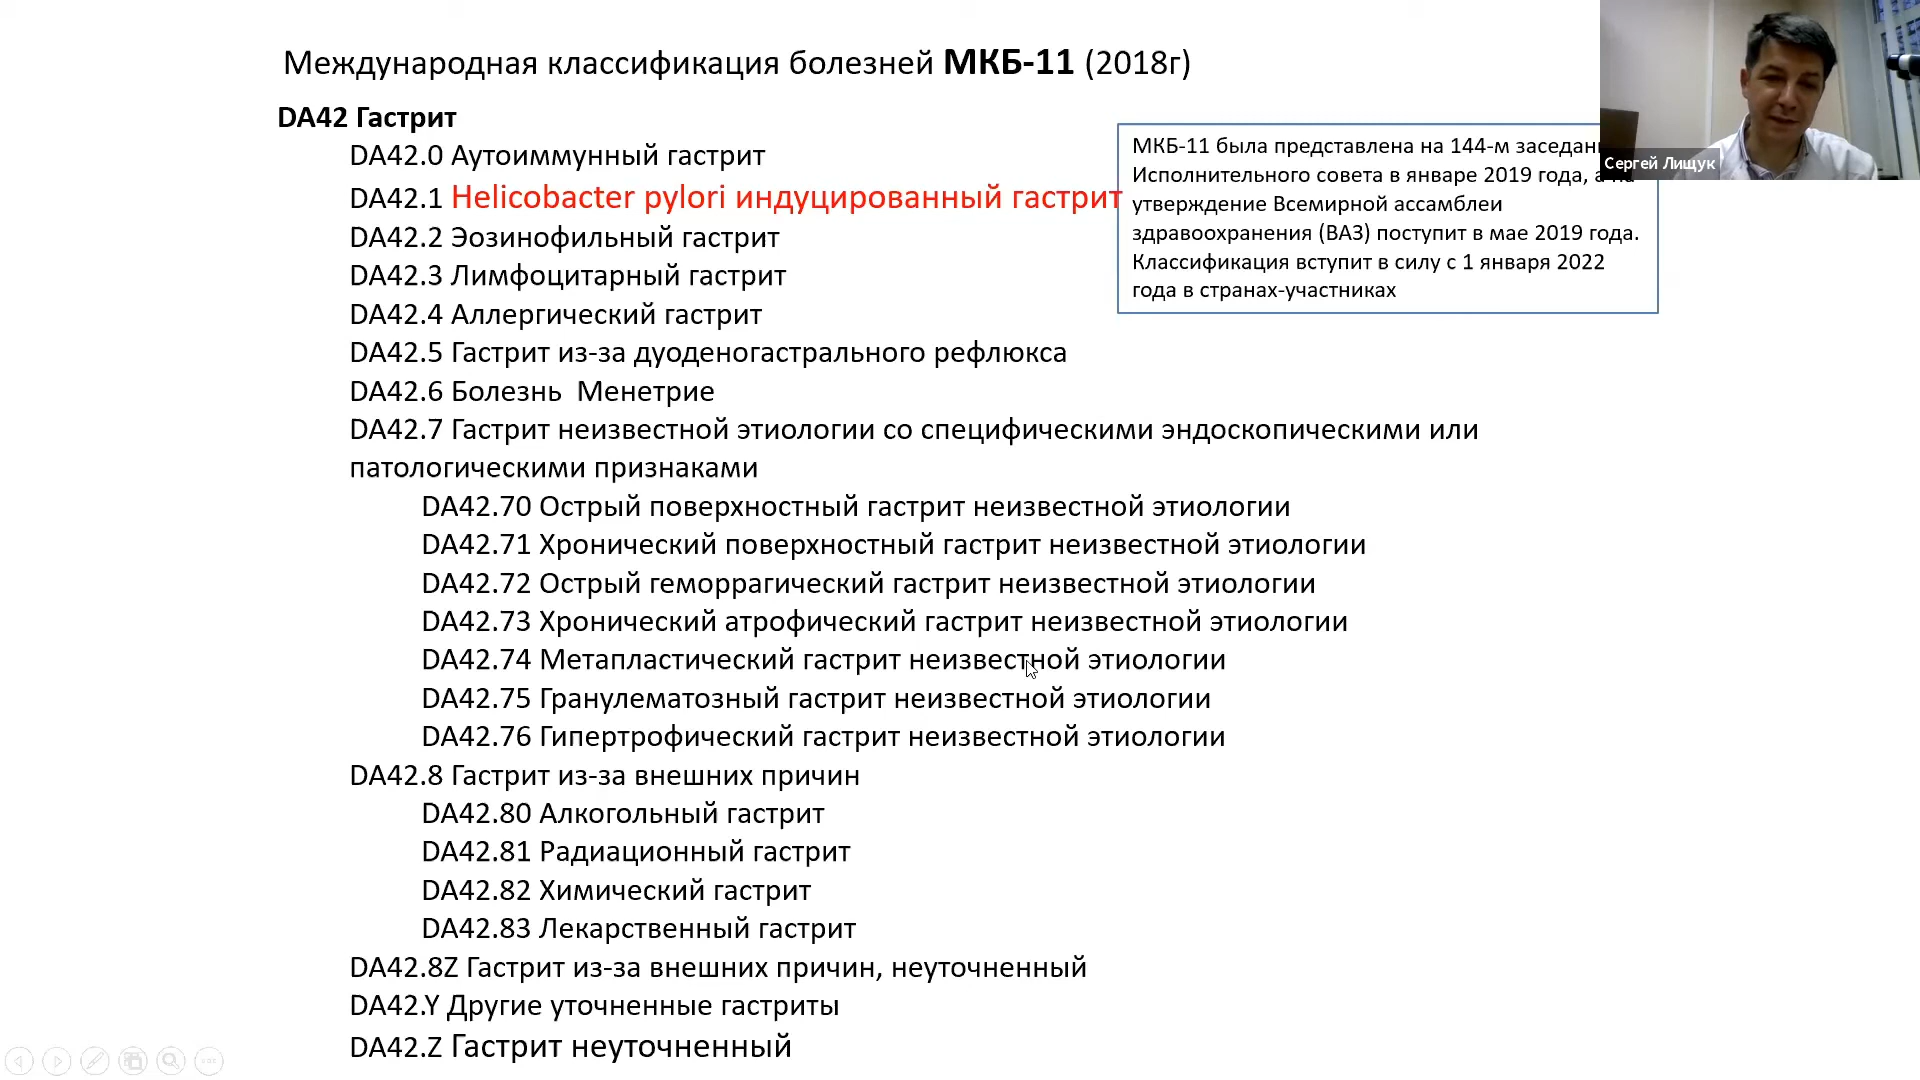 Международная классификация болезней МКБ-11 (2018г)
DA42 Гастрит
DA42.0 Аутоиммунный гастрит
DA42.1 Helicobacter pylori индуцированный гастрит
DA42.2 Эозинофильный гастрит
DA42.3 Лимфоцитарный гастрит
DA42.4 Аллергический гастрит
DA42.5 Гастрит из-за дуоденогастрального рефлюкса
DA42.6 Болезнь Менетрие
DA42.7 Гастрит неизвестной этиологии со специфическими эндоскопическими или
патологическими признаками
DA42.70 Острый поверхностный гастрит неизвестной этиологии
DA42.71 Хронический поверхностный гастрит неизвестной этиологии
DA42.72 Острый геморрагический гастрит неизвестной этиологии
DA42.73 Хронический атрофический гастрит неизвестной этиологии
DA42.74 Метапластический гастрит неизвестной этиологии
DA42.75 Гранулематозный гастрит неизвестной этиологии
DA42.76 Гипертрофический гастрит неизвестной этиологии
DA42.8 Гастрит из-за внешних причин
DA42.80 Алкогольный гастрит
DA42.81 Радиационный гастрит
DA42.82 Химический гастрит
DA42.83 Лекарственный гастрит
DA42.8Z Гастрит из-за внешних причин, неуточненный
DA42.Y Другие уточненные гастриты
DA42.Z Гастрит неуточненный
МКБ-11 была представлена на 144-м
Исполнительного совета в январе 2019 года,
утверждение Всемирной ассамблеи
здравоохранения (ВАЗ) поступит в мае 2019 года.
Классификация вступит в силу с 1 января 2022
года в странах-участниках
Сергей Лищук